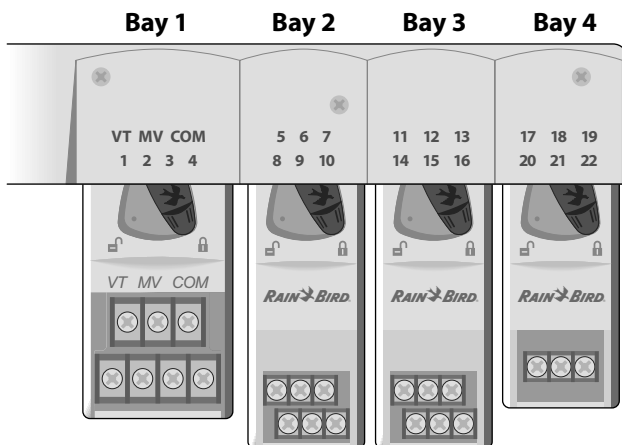 Bay 1 Bay 2 Bay 3 Bay 4
VT MV COM
1 2 3 4
5 6 7
8 9 10
11 12 13
14 15 16
17 18 19
20 21 22
VT MV COM
RAIN BIRD.
RAIN BIRD.
RAIN BIRD.